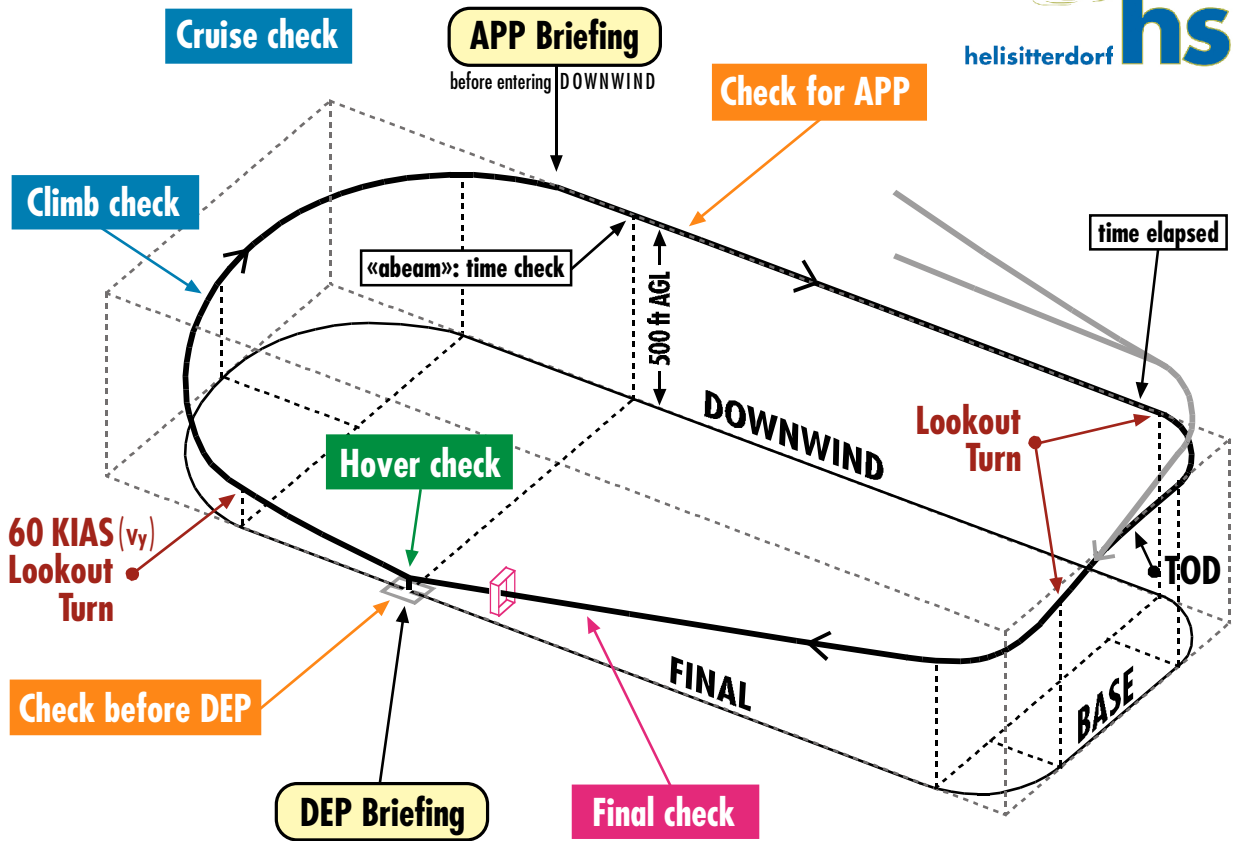 Cruise check
APP Briefing
before entering DOWNWIND
helisitterdorf hs
Check for APP
Climb check
«abeam»: time check
time elapsed
500 ft AGL
DOWNWIND
Lookout
Turn
Hover check
60 KIAS (vy)
Lookout
Turn
TOD
FINAL
BASE
Check before DEP
DEP Briefing
Final check